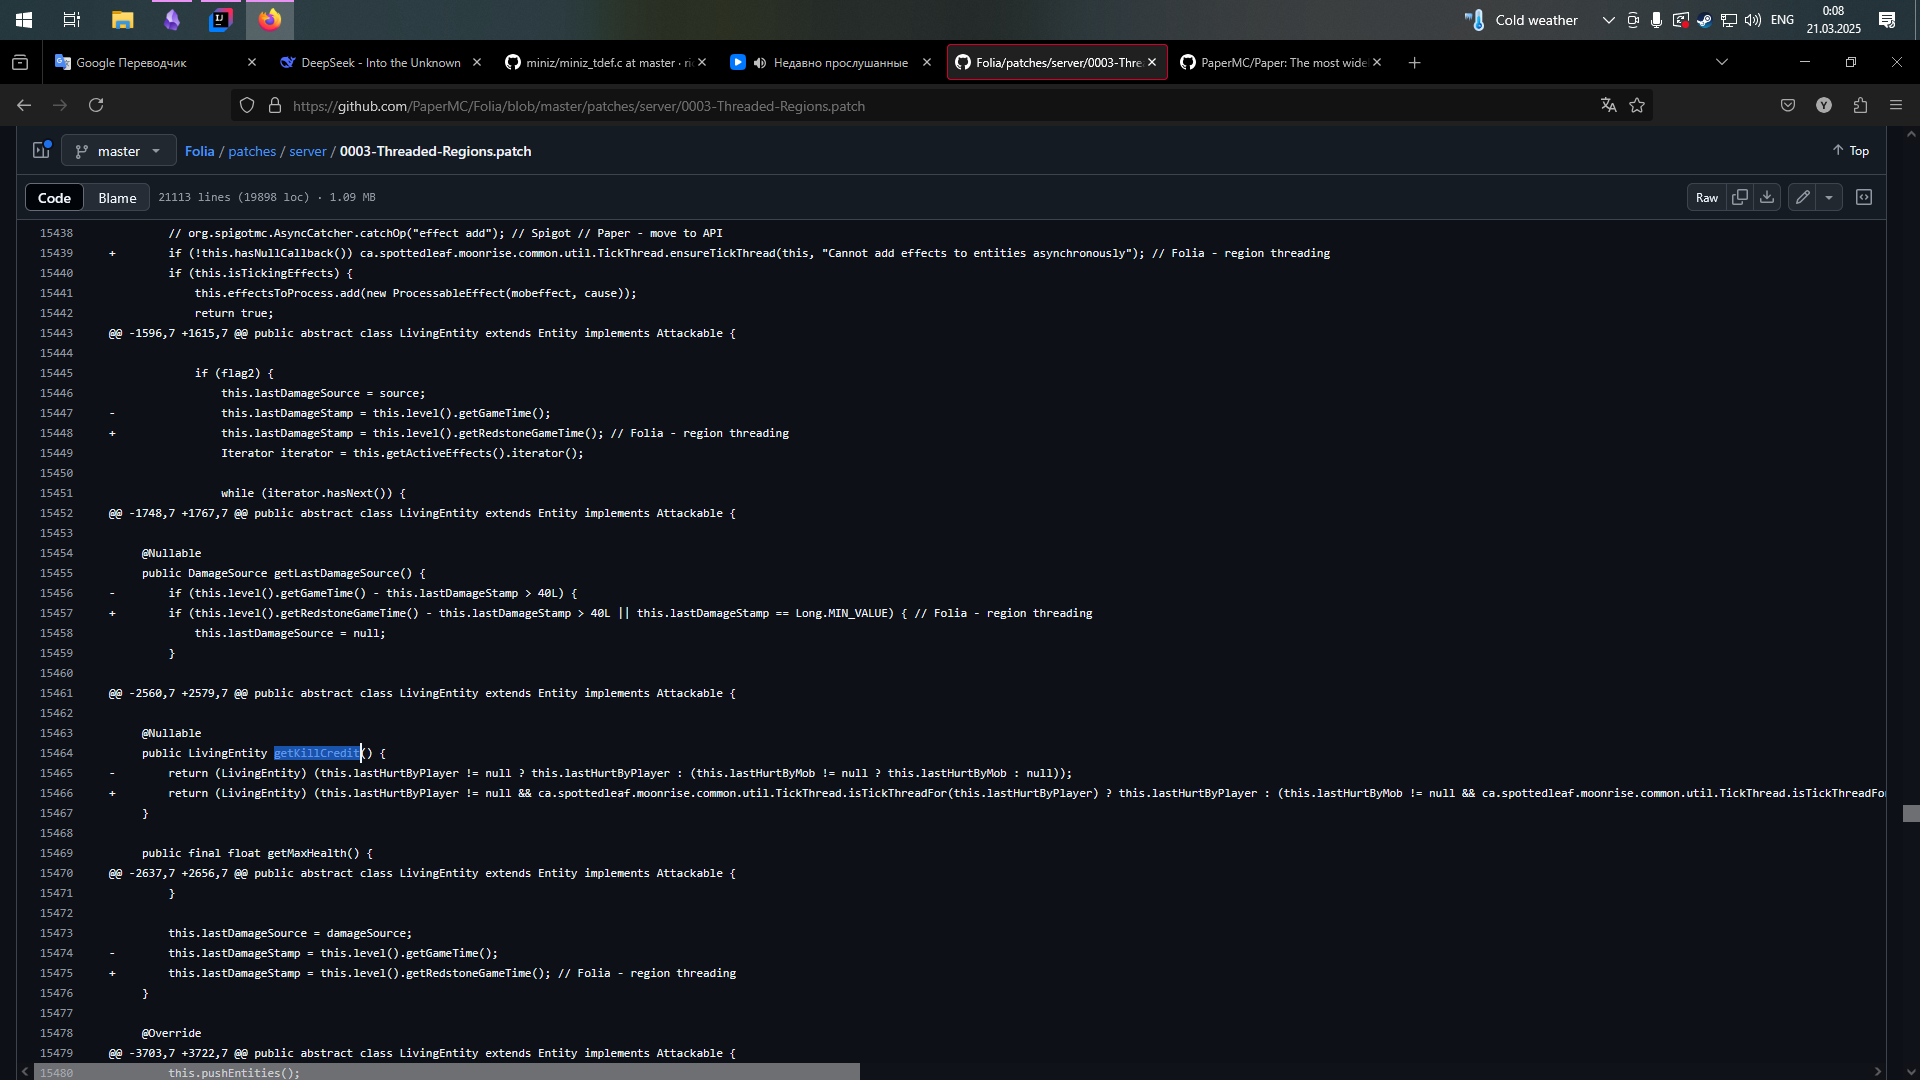 Cold weather
ENG
0:08
21.03.2025
Google Переводчик
DeepSeek - Into the Unknown
miniz/miniz_tdef.c at master · ric
Недавно прослушанные
Folia/patches/server/0003-Thre
PaperMC/Paper: The most wide
https://github.com/PaperMC/Folia/blob/master/patches/server/0003-Threaded-Regions.patch
master
Folia / patches / server / 0003-Threaded-Regions.patch
Top
Code
Blame
21113 lines (19898 loc) · 1.09 MB
Raw
15438 // org.spigotmc.AsyncCatcher.catchOp("effect add"); // Spigot // Paper - move to API
15439 + if (!this.hasNullCallback()) ca.spottedleaf.moonrise.common.util.TickThread.ensureTickThread(this, "Cannot add effects to entities asynchronously"); // Folia - region threading
15440 if (this.isTickingEffects) {
15441 this.effectsToProcess.add(new ProcessableEffect(mobeffect, cause));
15442 return true;
15443 @@ -1596,7 +1615,7 @@ public abstract class LivingEntity extends Entity implements Attackable {
15444
15445 if (flag2) {
15446 this.lastDamageSource = source;
15447 - this.lastDamageStamp = this.level().getGameTime();
15448 + this.lastDamageStamp = this.level().getRedstoneGameTime(); // Folia - region threading
15449 Iterator iterator = this.getActiveEffects().iterator();
15450
15451 while (iterator.hasNext()) {
15452 @@ -1748,7 +1767,7 @@ public abstract class LivingEntity extends Entity implements Attackable {
15453
15454 @Nullable
15455 public DamageSource getLastDamageSource() {
15456 - if (this.level().getGameTime() - this.lastDamageStamp > 40L) {
15457 + if (this.level().getRedstoneGameTime() - this.lastDamageStamp > 40L || this.lastDamageStamp == Long.MIN_VALUE) { // Folia - region threading
15458 this.lastDamageSource = null;
15459 }
15460
15461 @@ -2560,7 +2579,7 @@ public abstract class LivingEntity extends Entity implements Attackable {
15462
15463 @Nullable
15464 public LivingEntity getKillCredit() {
15465 - return (LivingEntity) (this.lastHurtByPlayer != null ? this.lastHurtByPlayer : (this.lastHurtByMob != null ? this.lastHurtByMob : null));
15466 + return (LivingEntity) (this.lastHurtByPlayer != null && ca.spottedleaf.moonrise.common.util.TickThread.isTickThreadFor(this.lastHurtByPlayer) ? this.lastHurtByPlayer : (this.lastHurtByMob != null && ca.spottedleaf.moonrise.common.util.TickThread.isTickThreadFor
15467 }
15468
15469 public final float getMaxHealth() {
15470 @@ -2637,7 +2656,7 @@ public abstract class LivingEntity extends Entity implements Attackable {
15471 }
15472
15473 this.lastDamageSource = damageSource;
15474 - this.lastDamageStamp = this.level().getGameTime();
15475 + this.lastDamageStamp = this.level().getRedstoneGameTime(); // Folia - region threading
15476 }
15477
15478 @Override
15479 @@ -3703,7 +3722,7 @@ public abstract class LivingEntity extends Entity implements Attackable {
15480 this.pushEntities();